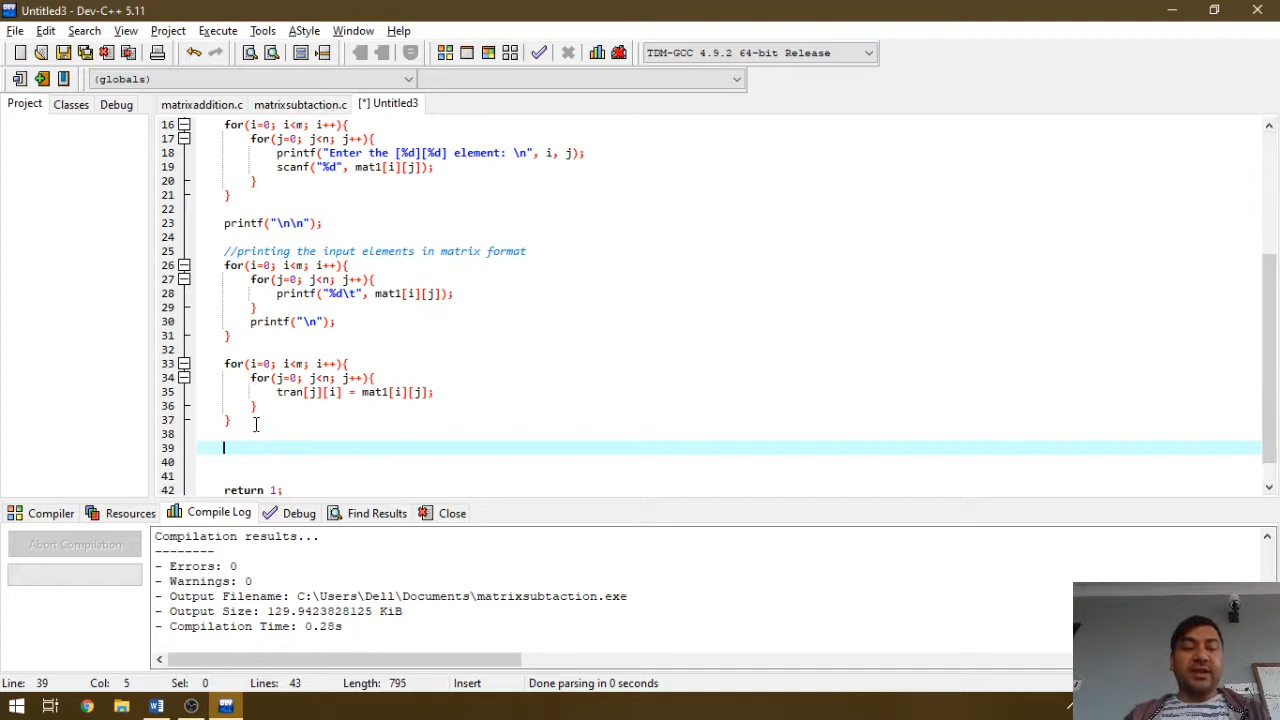 Untitled3 - Dev-C++ 5.11
File Edit Search View Project Execute Tools AStyle Window Help
TDM-GCC 4.9.2 64-bit Release
(globals)
Project Classes Debug matrixaddition.c matrixsubtaction.c [*] Untitled3
16 for(i=0; i<m; i++){
17 for(j=0; j<n; j++){
18 printf("Enter the [%d][%d] element: \n", i, j);
19 scanf("%d", mat1[i][j]);
20 }
21 }
22
23 printf("\n\n");
24
25 //printing the input elements in matrix format
26 for(i=0; i<m; i++){
27 for(j=0; j<n; j++){
28 printf("%d\t", mat1[i][j]);
29 }
30 printf("\n");
31 }
32
33 for(i=0; i<m; i++){
34 for(j=0; j<n; j++){
35 tran[j][i] = mat1[i][j];
36 }
37 }
38
39
40
41
42 return 1;
Compiler Resources Compile Log Debug Find Results Close
Abort Compilation
Compilation results...
--------
- Errors: 0
- Warnings: 0
- Output Filename: C:\Users\Dell\Documents\matrixsubtaction.exe
- Output Size: 129.9423828125 KiB
- Compilation Time: 0.28s
Line: 39 Col: 5 Sel: 0 Lines: 43 Length: 795 Insert Done parsing in 0 seconds